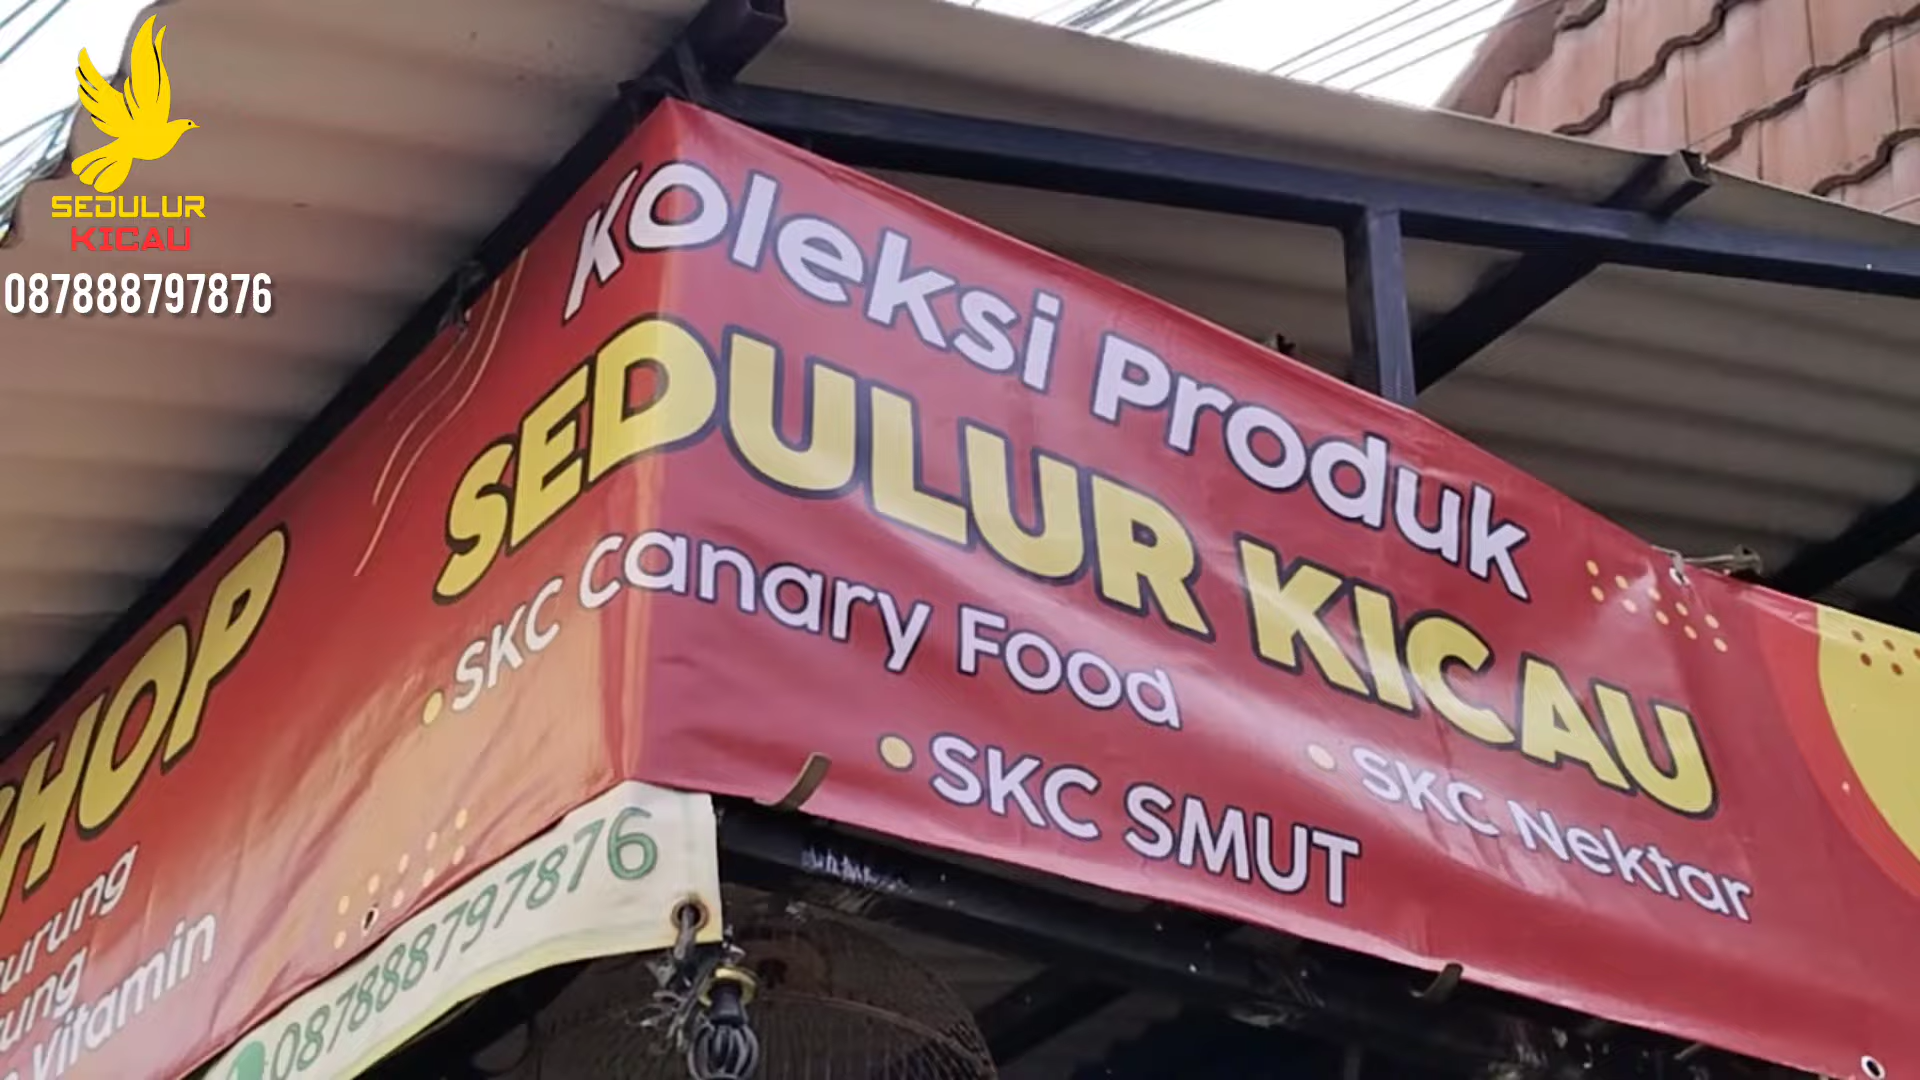 SEDULUR
KICAU
087888797876
Koleksi Produk
SEDULUR KICAU
• SKC Canary Food
• SKC SMUT
• SKC Nektar
HOP
vitamin
087888797876